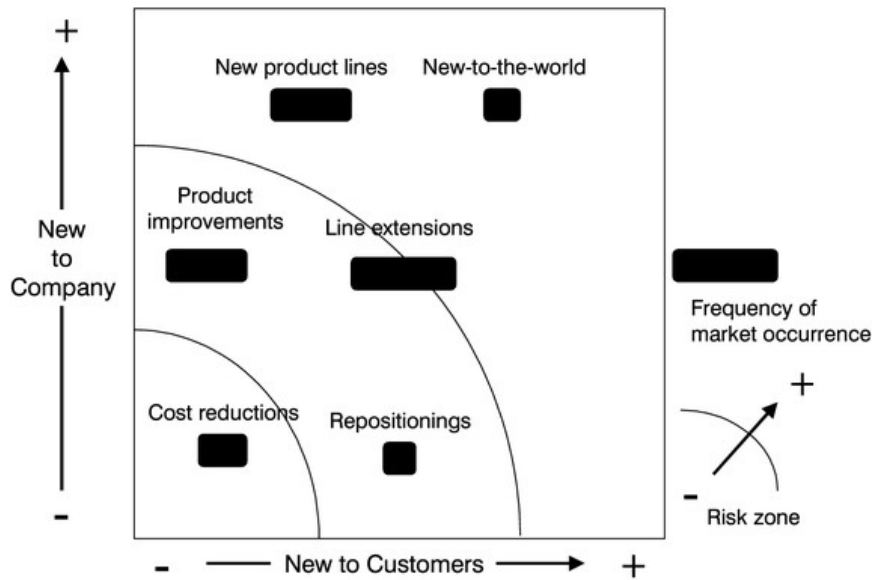 +
New product lines
New-to-the-world
Product
improvements
Line extensions
New
to
Company
Frequency of
market occurrence
Cost reductions
Repositionings
+
-
Risk zone
-
- New to Customers +